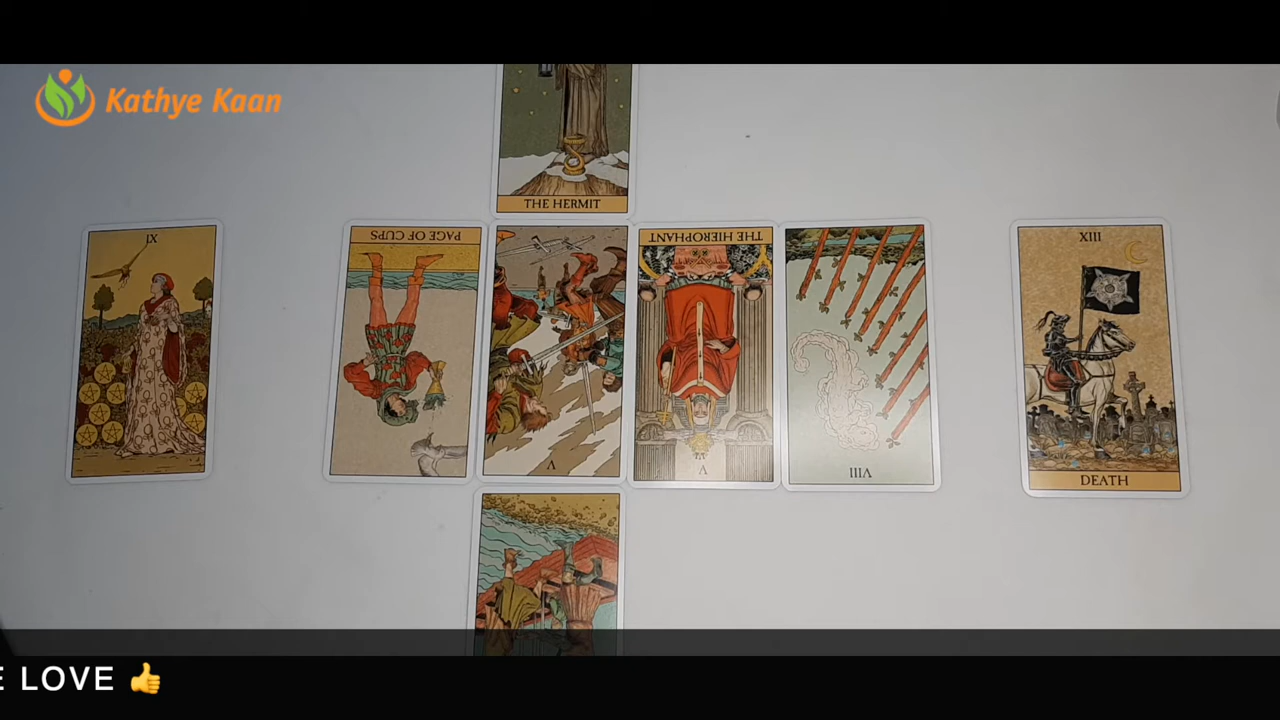 Kathye Kaan
THE HERMIT
IX
PAGE OF CUPS
V
THE HIEROPHANT
V
VIII
XIII
DEATH
E LOVE 👍